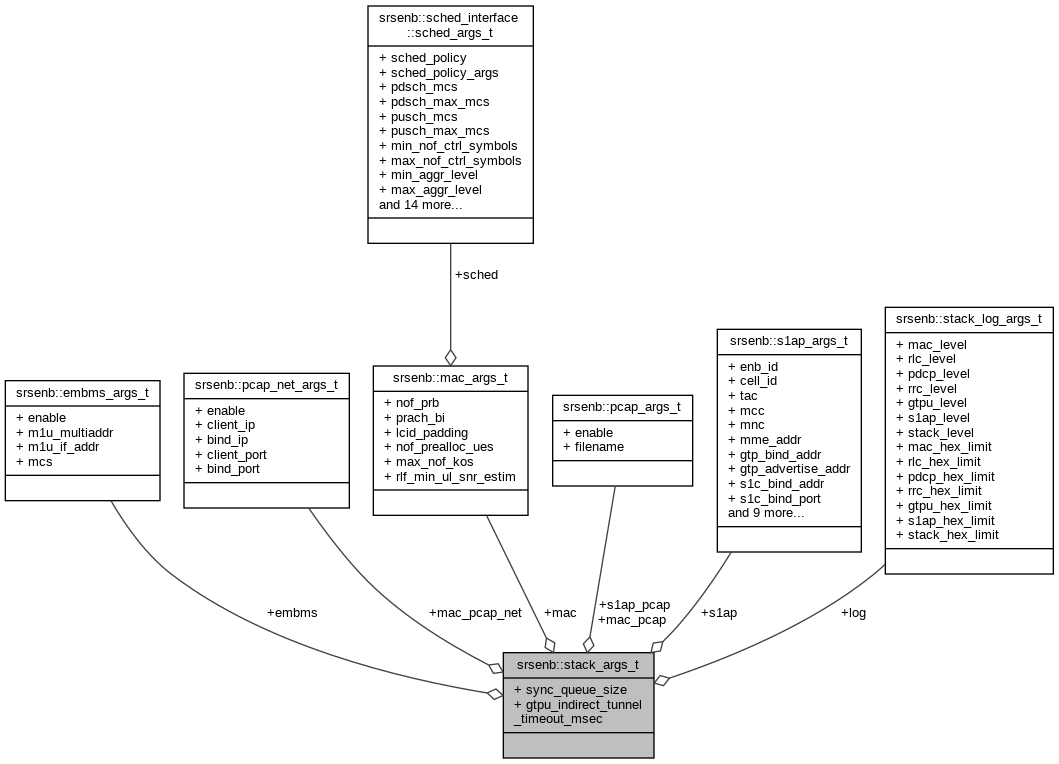 srsenb::sched_interface
::sched_args_t
+ sched_policy
+ sched_policy_args
+ pdsch_mcs
+ pdsch_max_mcs
+ pusch_mcs
+ pusch_max_mcs
+ min_nof_ctrl_symbols
+ max_nof_ctrl_symbols
+ min_aggr_level
+ max_aggr_level
and 14 more...
+sched
srsenb::embms_args_t
+ enable
+ m1u_multiaddr
+ m1u_if_addr
+ mcs
srsenb::pcap_net_args_t
+ enable
+ client_ip
+ bind_ip
+ client_port
+ bind_port
srsenb::mac_args_t
+ nof_prb
+ prach_bi
+ lcid_padding
+ nof_prealloc_ues
+ max_nof_kos
+ rlf_min_ul_snr_estim
srsenb::pcap_args_t
+ enable
+ filename
srsenb::s1ap_args_t
+ enb_id
+ cell_id
+ tac
+ mcc
+ mnc
+ mme_addr
+ gtp_bind_addr
+ gtp_advertise_addr
+ s1c_bind_addr
+ s1c_bind_port
and 9 more...
srsenb::stack_log_args_t
+ mac_level
+ rlc_level
+ pdcp_level
+ rrc_level
+ gtpu_level
+ s1ap_level
+ stack_level
+ mac_hex_limit
+ rlc_hex_limit
+ pdcp_hex_limit
+ rrc_hex_limit
+ gtpu_hex_limit
+ s1ap_hex_limit
+ stack_hex_limit
+embms
+mac_pcap_net
+mac
+s1ap_pcap
+mac_pcap
+s1ap
+log
srsenb::stack_args_t
+ sync_queue_size
+ gtpu_indirect_tunnel
_timeout_msec